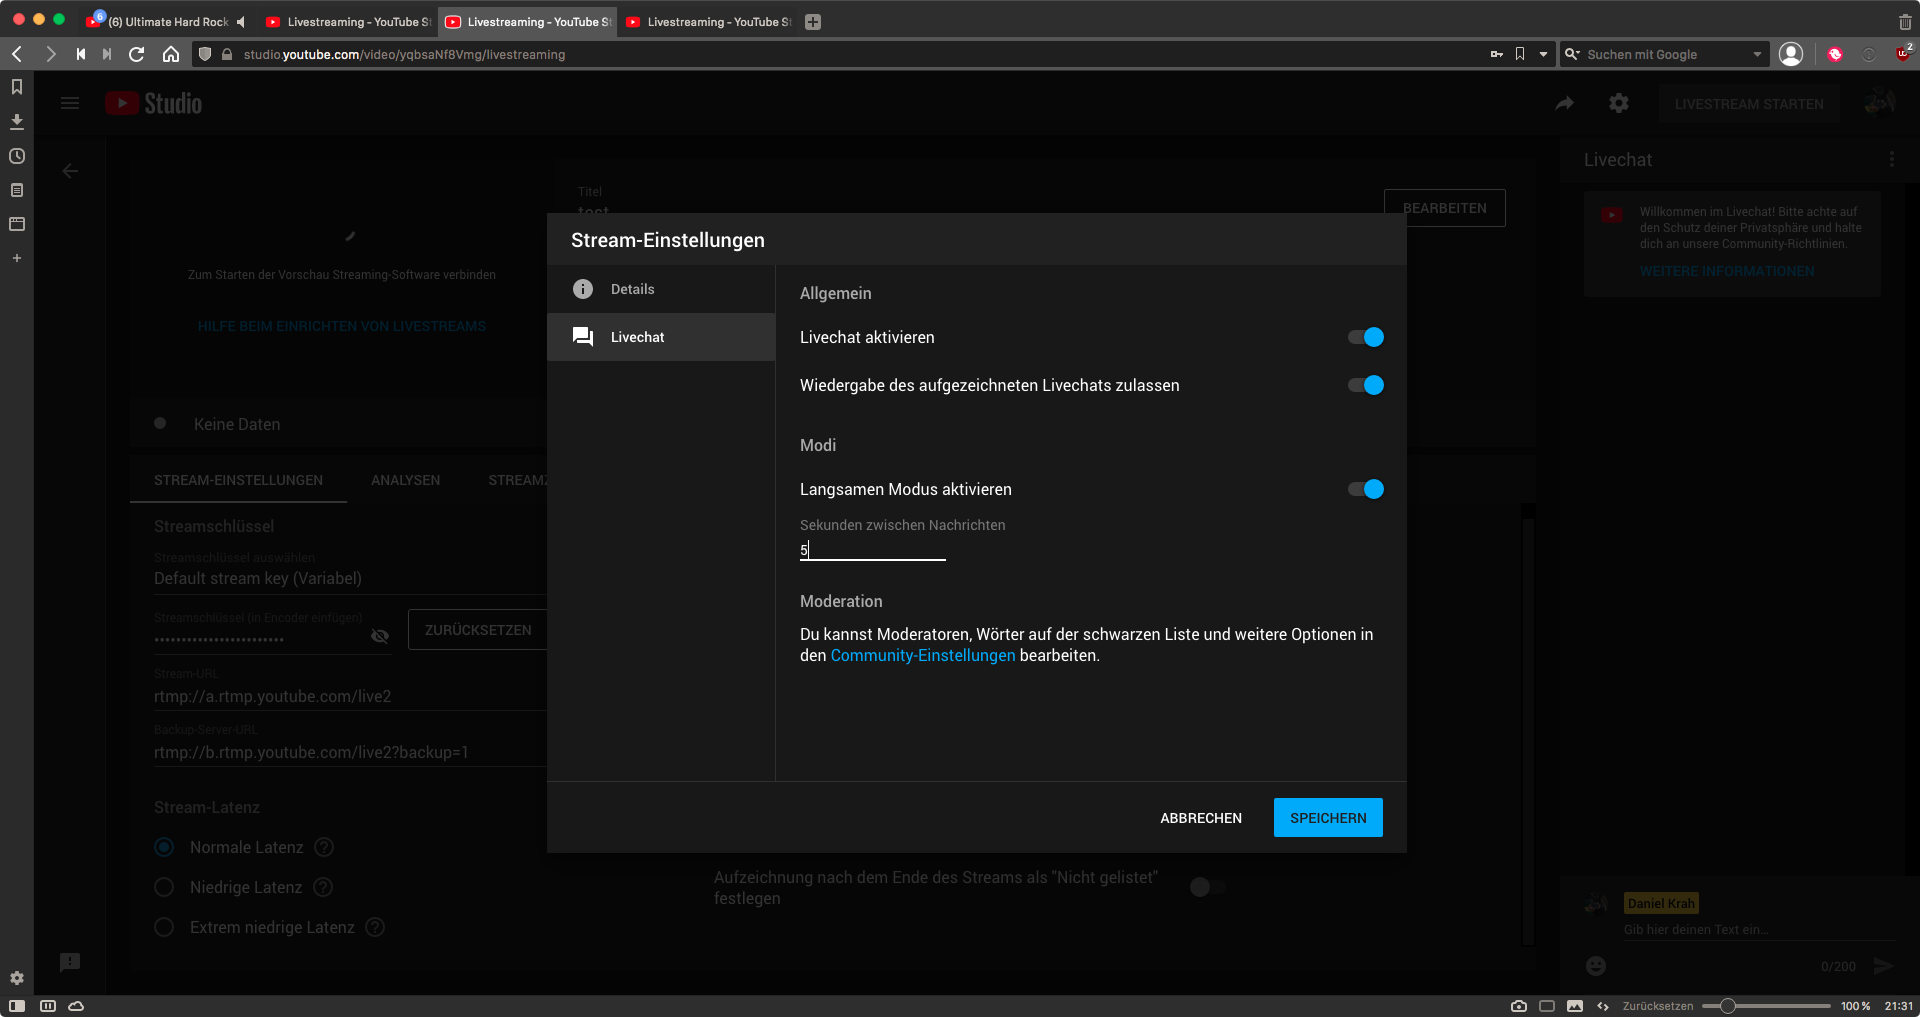 6
(6) Ultimate Hard Rock
Livestreaming - YouTube St
Livestreaming - YouTube St
Livestreaming - YouTube St
studio.youtube.com/video/yqbsaNf8Vmg/livestreaming
Suchen mit Google
2
Studio
LIVESTREAM STARTEN
Livechat
Willkommen im Livechat! Bitte achte auf
den Schutz deiner Privatsphäre und halte
dich an unsere Community-Richtlinien.
WEITERE INFORMATIONEN
Titel
test
BEARBEITEN
Zum Starten der Vorschau Streaming-Software verbinden
HILFE BEIM EINRICHTEN VON LIVESTREAMS
Keine Daten
STREAM-EINSTELLUNGEN
ANALYSEN
Streamschlüssel
Streamschlüssel auswählen
Default stream key (Variabel)
Streamschlüssel (in Encoder einfügen)
••••••••••••••••••••••••
ZURÜCKSETZEN
Stream-URL
rtmp://a.rtmp.youtube.com/live2
Backup-Server-URL
rtmp://b.rtmp.youtube.com/live2?backup=1
Stream-Latenz
Normale Latenz
Niedrige Latenz
Extrem niedrige Latenz
Stream-Einstellungen
Details
Livechat
Allgemein
Livechat aktivieren
Wiedergabe des aufgezeichneten Livechats zulassen
Modi
Langsamen Modus aktivieren
Sekunden zwischen Nachrichten
5
Moderation
Du kannst Moderatoren, Wörter auf der schwarzen Liste und weitere Optionen in
den Community-Einstellungen bearbeiten.
ABBRECHEN
SPEICHERN
Aufzeichnung nach dem Ende des Streams als "Nicht gelistet"
festlegen
Daniel Krah
Gib hier deinen Text ein...
0/200
Zurücksetzen
100 %
21:31